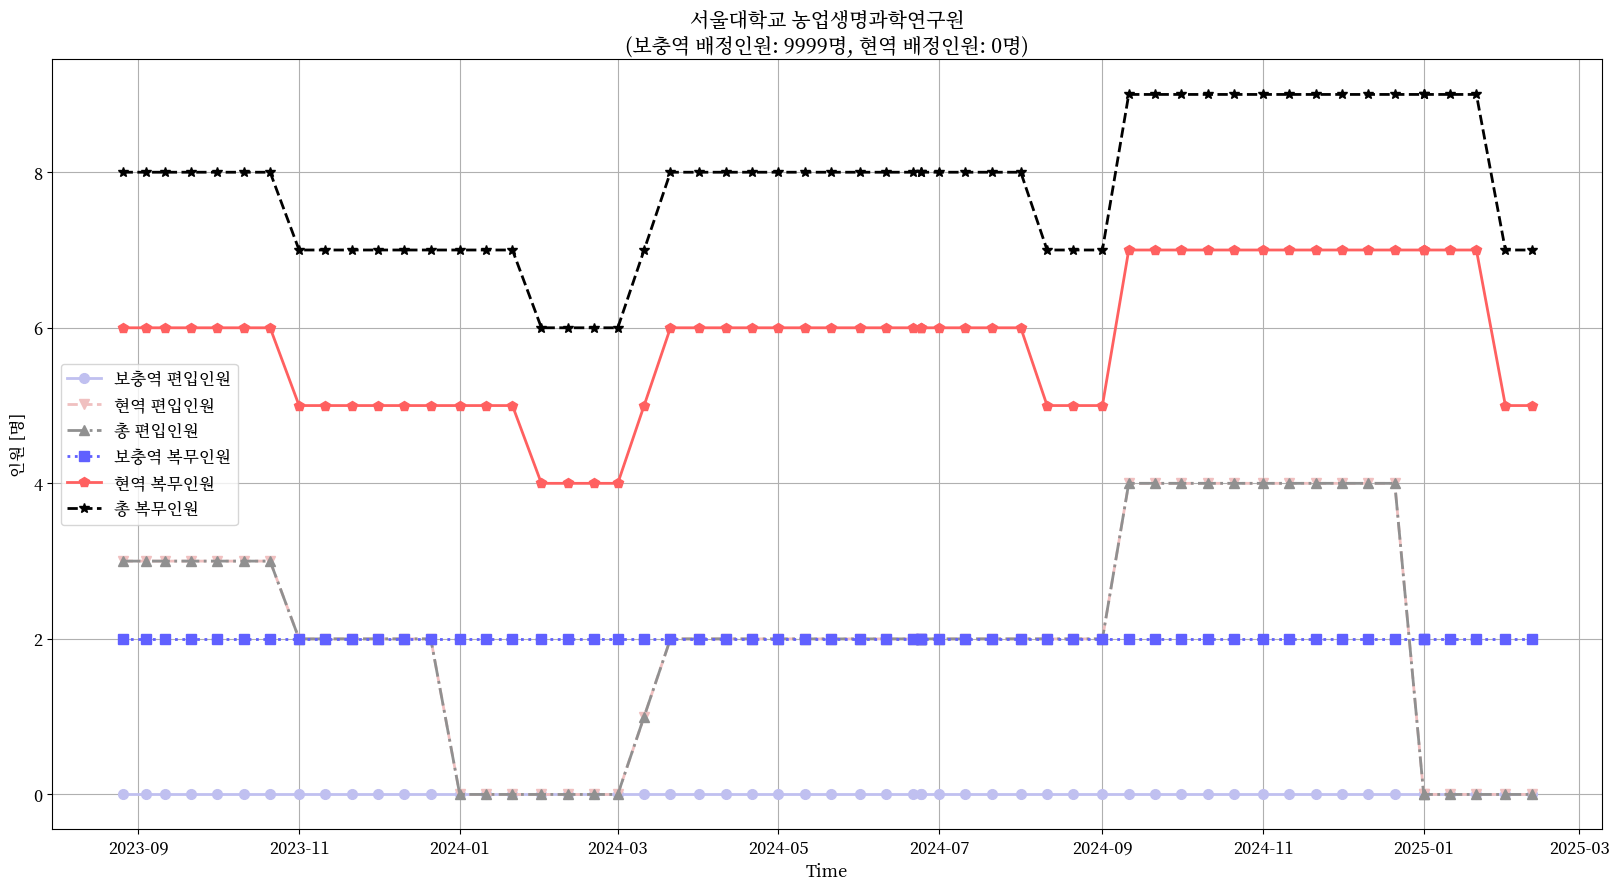 서울대학교 농업생명과학연구원
(보충역 배정인원: 9999명, 현역 배정인원: 0명)
8
6
4
2
0
인원 [명]
보충역 편입인원
현역 편입인원
총 편입인원
보충역 복무인원
현역 복무인원
총 복무인원
2023-09 2023-11 2024-01 2024-03 2024-05 2024-07 2024-09 2024-11 2025-01 2025-03
Time